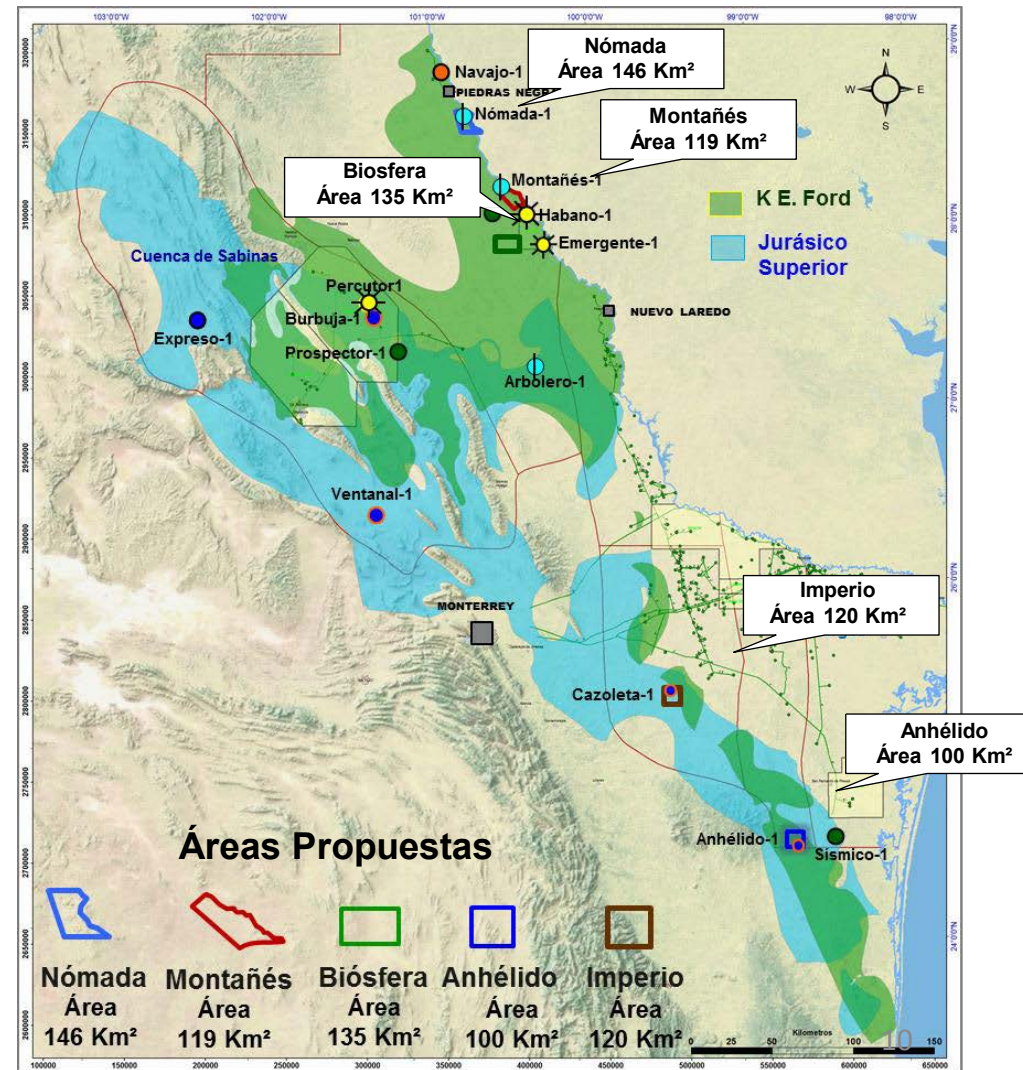 103°0'0"W
102°0'0"W
101°0'0"W
100°0'0"W
99°0'0"W
98°0'0"W
29°0'0"N
28°0'0"N
27°0'0"N
26°0'0"N
24°0'0"N
3200000
3150000
3100000
3050000
3000000
2950000
2900000
2850000
2800000
2750000
2700000
2650000
2600000
N
W
E
S
Nómada
Área 146 Km²
Navajo-1
PIEDRAS NEGR
Nómada-1
Montañés
Área 119 Km²
Biosfera
Área 135 Km²
Montañés-1
Habano-1
Emergente-1
K E. Ford
Jurásico
Superior
Cuenca de Sabinas
Percutor1
Burbuja-1
Expreso-1
Prospector-1
NUEVO LAREDO
Arbolero-1
Ventanal-1
MONTERREY
Imperio
Área 120 Km²
Cazoleta-1
Anhélido
Área 100 Km²
Anhélido-1
Sísmico-1
Áreas Propuestas
Nómada
Área
146 Km²
Montañés
Área
119 Km²
Biósfera
Área
135 Km²
Anhélido
Área
100 Km²
Imperio
Área
120 Km²
10
Kilometros
0 25 50 100 150
100000 150000 200000 250000 300000 350000 400000 450000 500000 550000 600000 650000